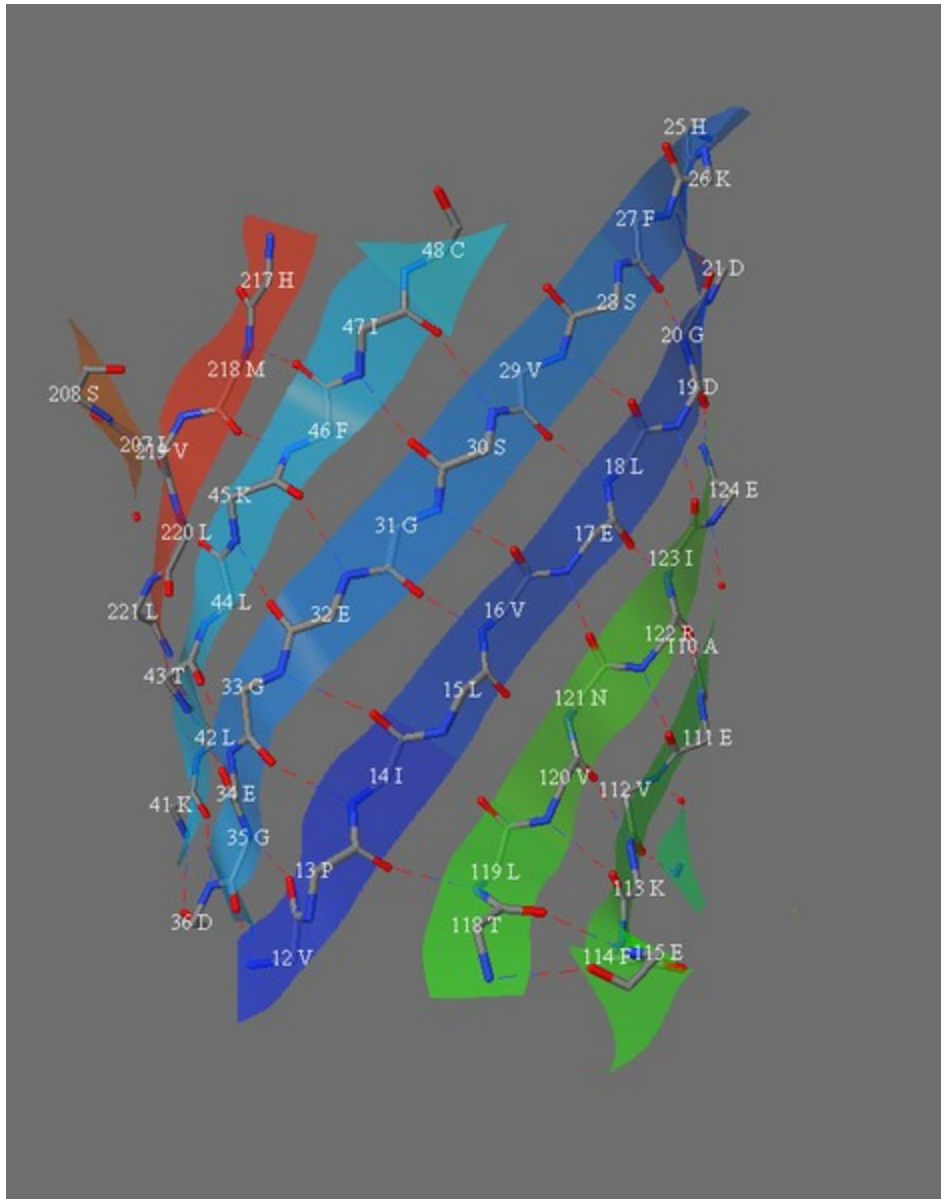 25 H
26 K
27 F
48 C
21 D
217 H
28 S
47 I
20 G
218 M
29 V
208 S
19 D
46 F
207 L
219 V
30 S
18 L
45 K
124 E
31 G
17 E
220 L
123 I
44 L
221 L
32 E
16 V
122 R
110 A
43 T
33 G
15 L
121 N
42 L
111 E
14 I
120 V
112 V
41 K
34 E
35 G
13 P
119 L
113 K
36 D
118 T
12 V
114 F
115 E